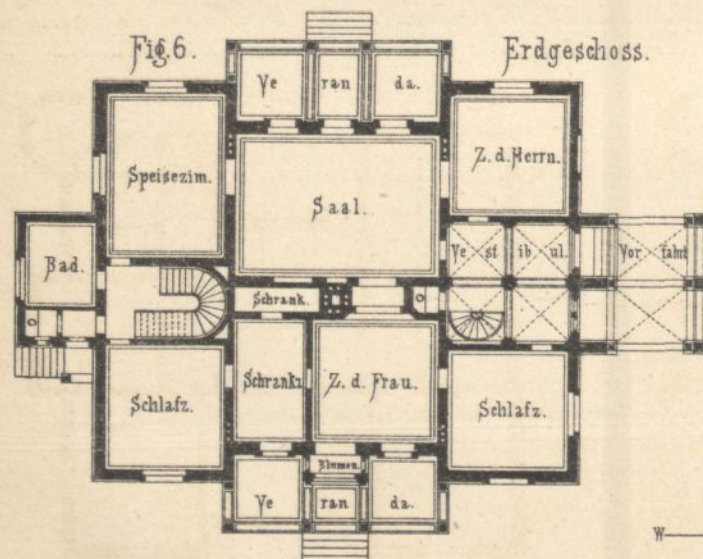 Fig. 6.
Erdgeschoss.
Ve ran da.
Speisezim.
Saal.
Z. d. Herrn.
Bad.
Ve st ib ul.
Vor fahrt
Schrank.
Schlafz.
Schrankz
Z. d. Frau.
Schlafz.
Blumen.
Ve ran da.
W